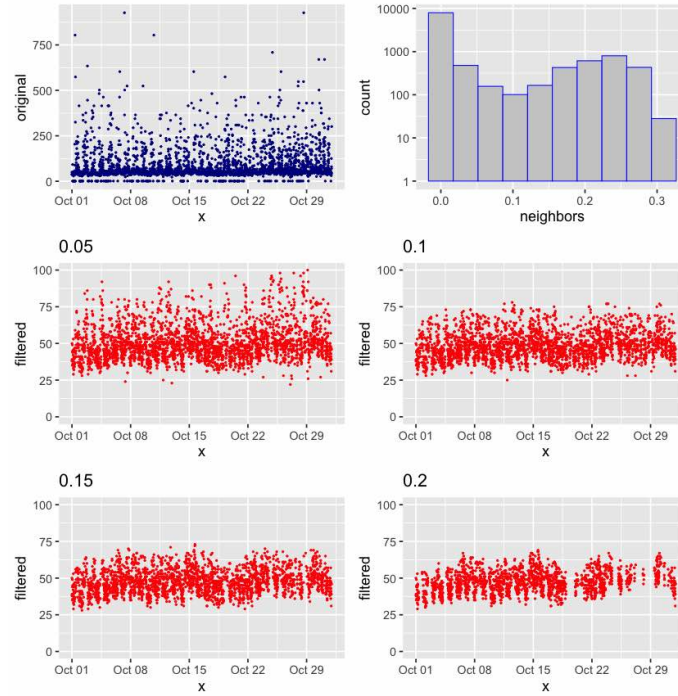 original
750
500
250
0
Oct 01
Oct 08
Oct 15
Oct 22
Oct 29
x
count
10000
1000
100
10
1
0.0
0.1
0.2
0.3
neighbors
0.05
filtered
100
75
50
25
0
Oct 01
Oct 08
Oct 15
Oct 22
Oct 29
x
0.1
filtered
100
75
50
25
0
Oct 01
Oct 08
Oct 15
Oct 22
Oct 29
x
0.15
filtered
100
75
50
25
0
Oct 01
Oct 08
Oct 15
Oct 22
Oct 29
x
0.2
filtered
100
75
50
25
0
Oct 01
Oct 08
Oct 15
Oct 22
Oct 29
x